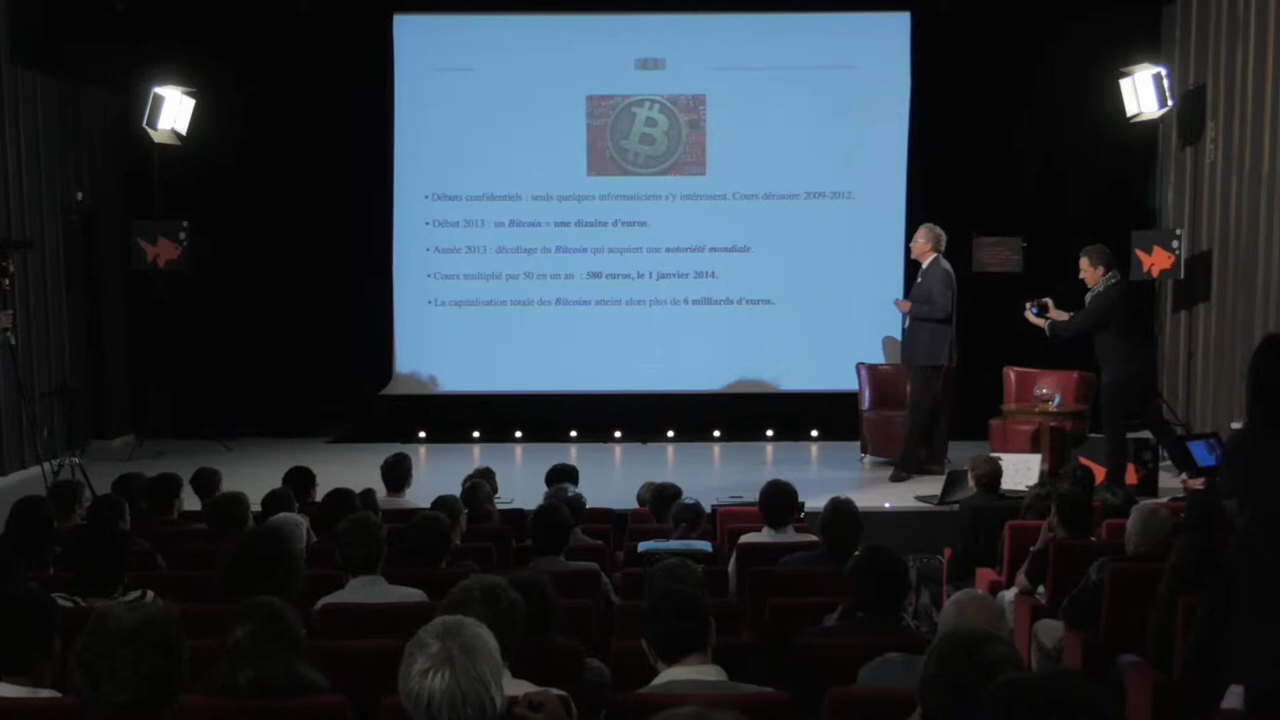 • Débuts confidentiels : seuls quelques informaticiens s'y intéressent. Cours dérisoire 2009-2012.
• Début 2013 : un Bitcoin = une dizaine d'euros.
• Année 2013 : décollage du Bitcoin qui acquiert une notoriété mondiale.
• Cours multiplié par 50 en un an : 580 euros, le 1 janvier 2014.
• La capitalisation totale des Bitcoins atteint alors plus de 6 milliards d'euros.